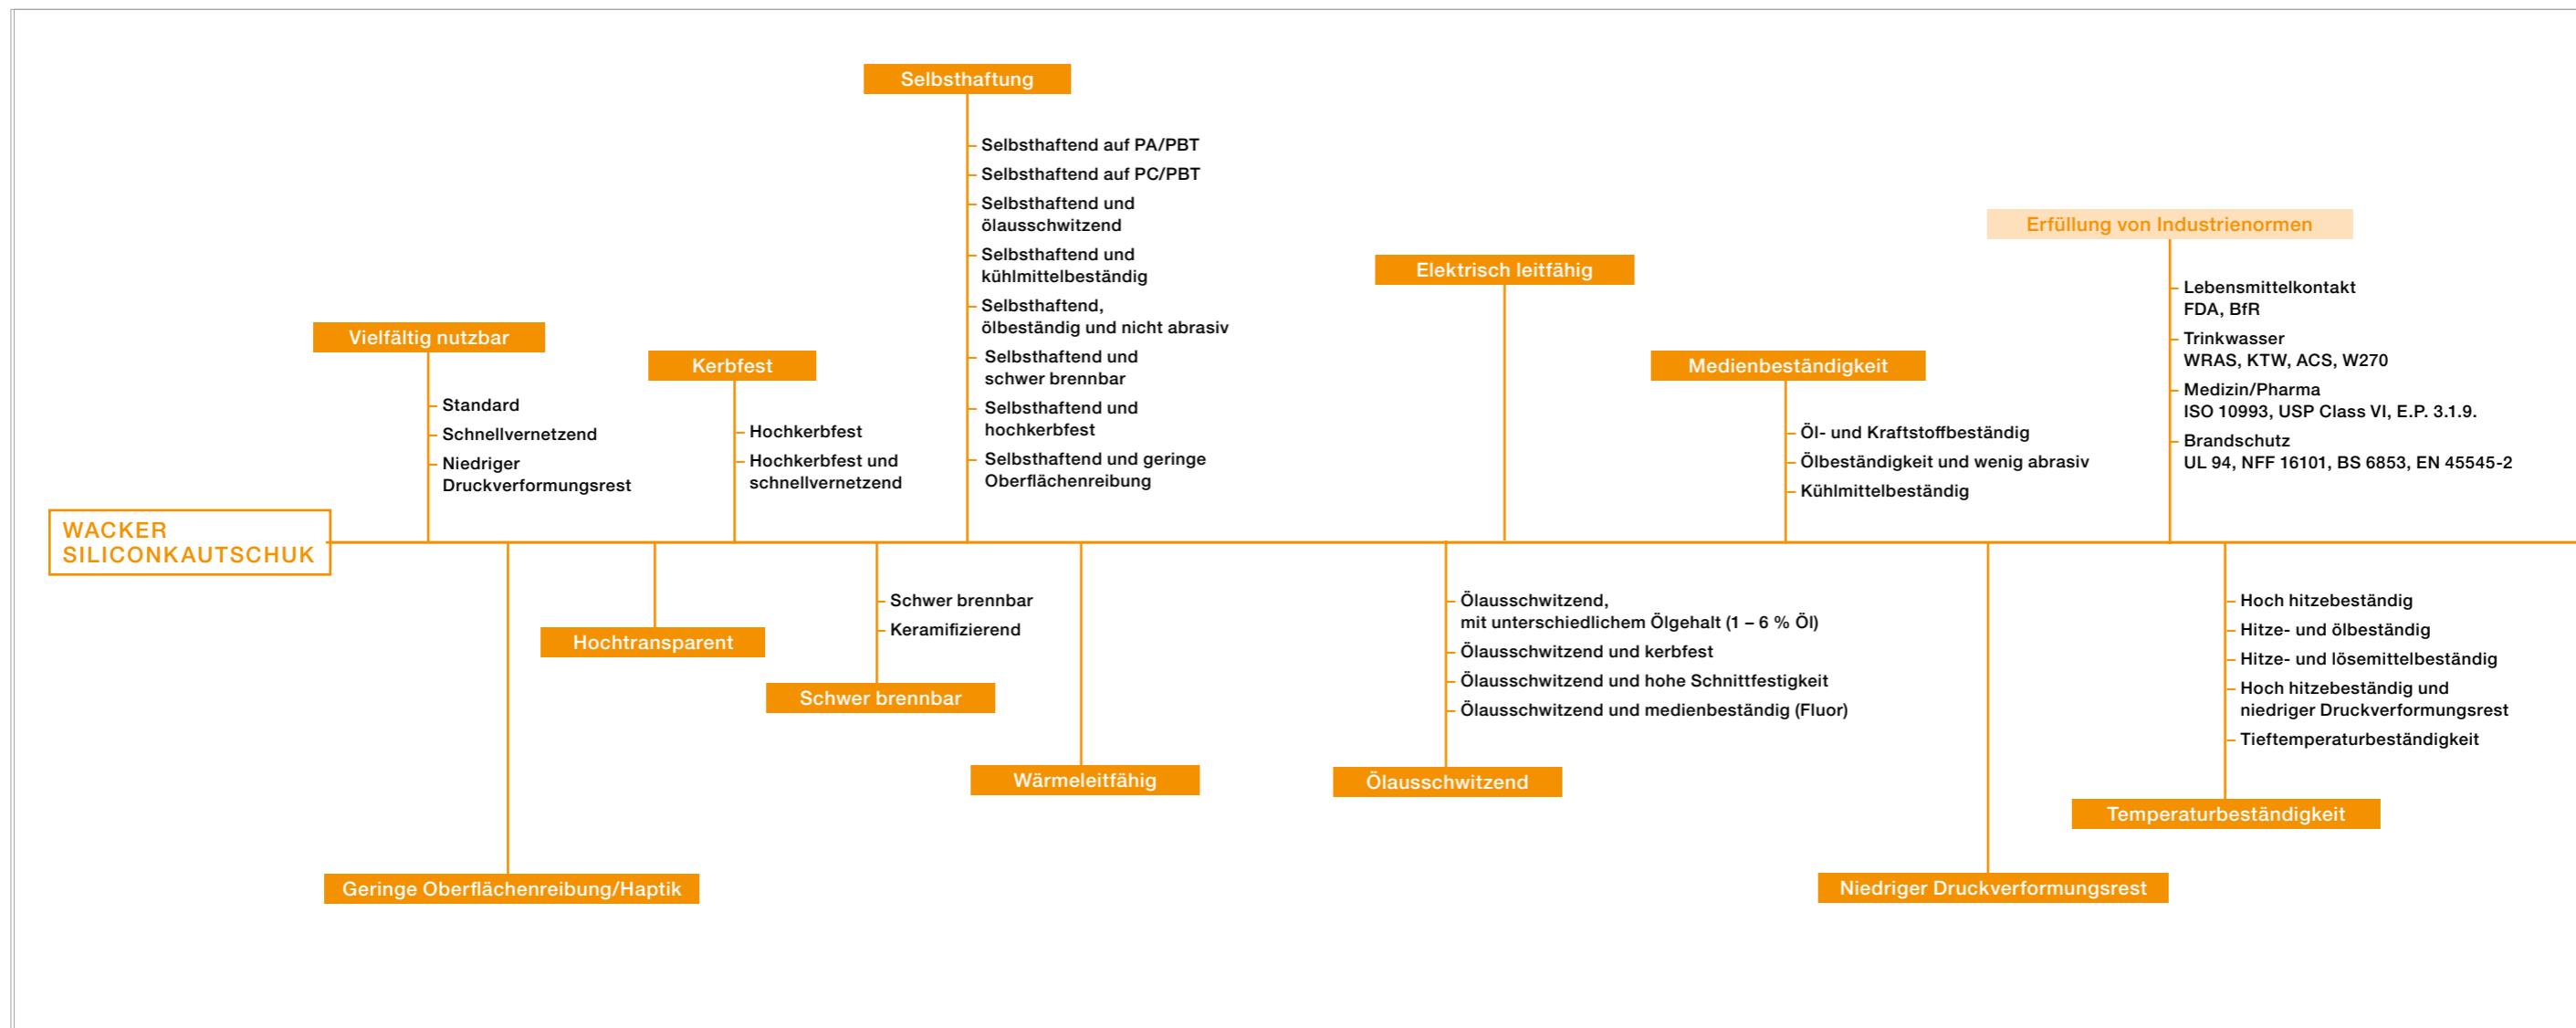 WACKER
SILICONKAUTSCHUK
Vielfältig nutzbar
Standard
Schnellvernetzend
Niedriger
Druckverformungsrest
Kerbfest
Hochkerbfest
Hochkerbfest und
schnellvernetzend
Selbsthaftung
Selbsthaftend auf PA/PBT
Selbsthaftend auf PC/PBT
Selbsthaftend und
ölausschwitzend
Selbsthaftend und
kühlmittelbeständig
Selbsthaftend,
ölbeständig und nicht abrasiv
Selbsthaftend und
schwer brennbar
Selbsthaftend und
hochkerbfest
Selbsthaftend und geringe
Oberflächenreibung
Elektrisch leitfähig
Medienbeständigkeit
Öl- und Kraftstoffbeständig
Ölbeständigkeit und wenig abrasiv
Kühlmittelbeständig
Erfüllung von Industrienormen
Lebensmittelkontakt
FDA, BfR
Trinkwasser
WRAS, KTW, ACS, W270
Medizin/Pharma
ISO 10993, USP Class VI, E.P. 3.1.9.
Brandschutz
UL 94, NFF 16101, BS 6853, EN 45545-2
Geringe Oberflächenreibung/Haptik
Hochtransparent
Schwer brennbar
Keramifizierend
Schwer brennbar
Wärmeleitfähig
Ölausschwitzend,
mit unterschiedlichem Ölgehalt (1 – 6 % Öl)
Ölausschwitzend und kerbfest
Ölausschwitzend und hohe Schnittfestigkeit
Ölausschwitzend und medienbeständig (Fluor)
Ölausschwitzend
Niedriger Druckverformungsrest
Hoch hitzebeständig
Hitze- und ölbeständig
Hitze- und lösemittelbeständig
Hoch hitzebeständig und
niedriger Druckverformungsrest
Tieftemperaturbeständigkeit
Temperaturbeständigkeit